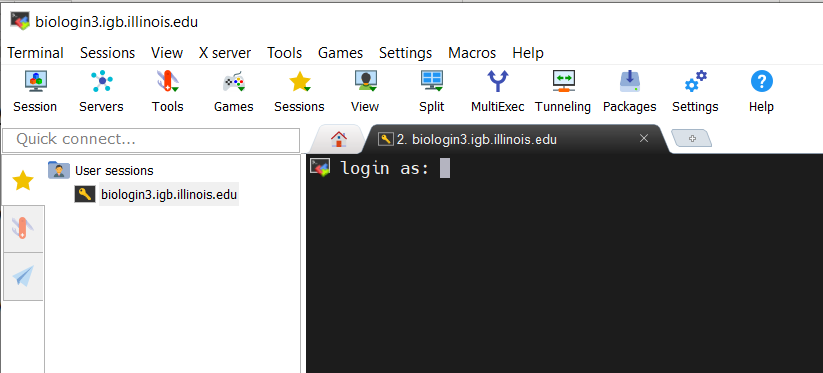 biologin3.igb.illinois.edu
Terminal Sessions View X server Tools Games Settings Macros Help
Session Servers Tools Games Sessions View Split MultiExec Tunneling Packages Settings Help
Quick connect...
2. biologin3.igb.illinois.edu
User sessions
biologin3.igb.illinois.edu
login as: